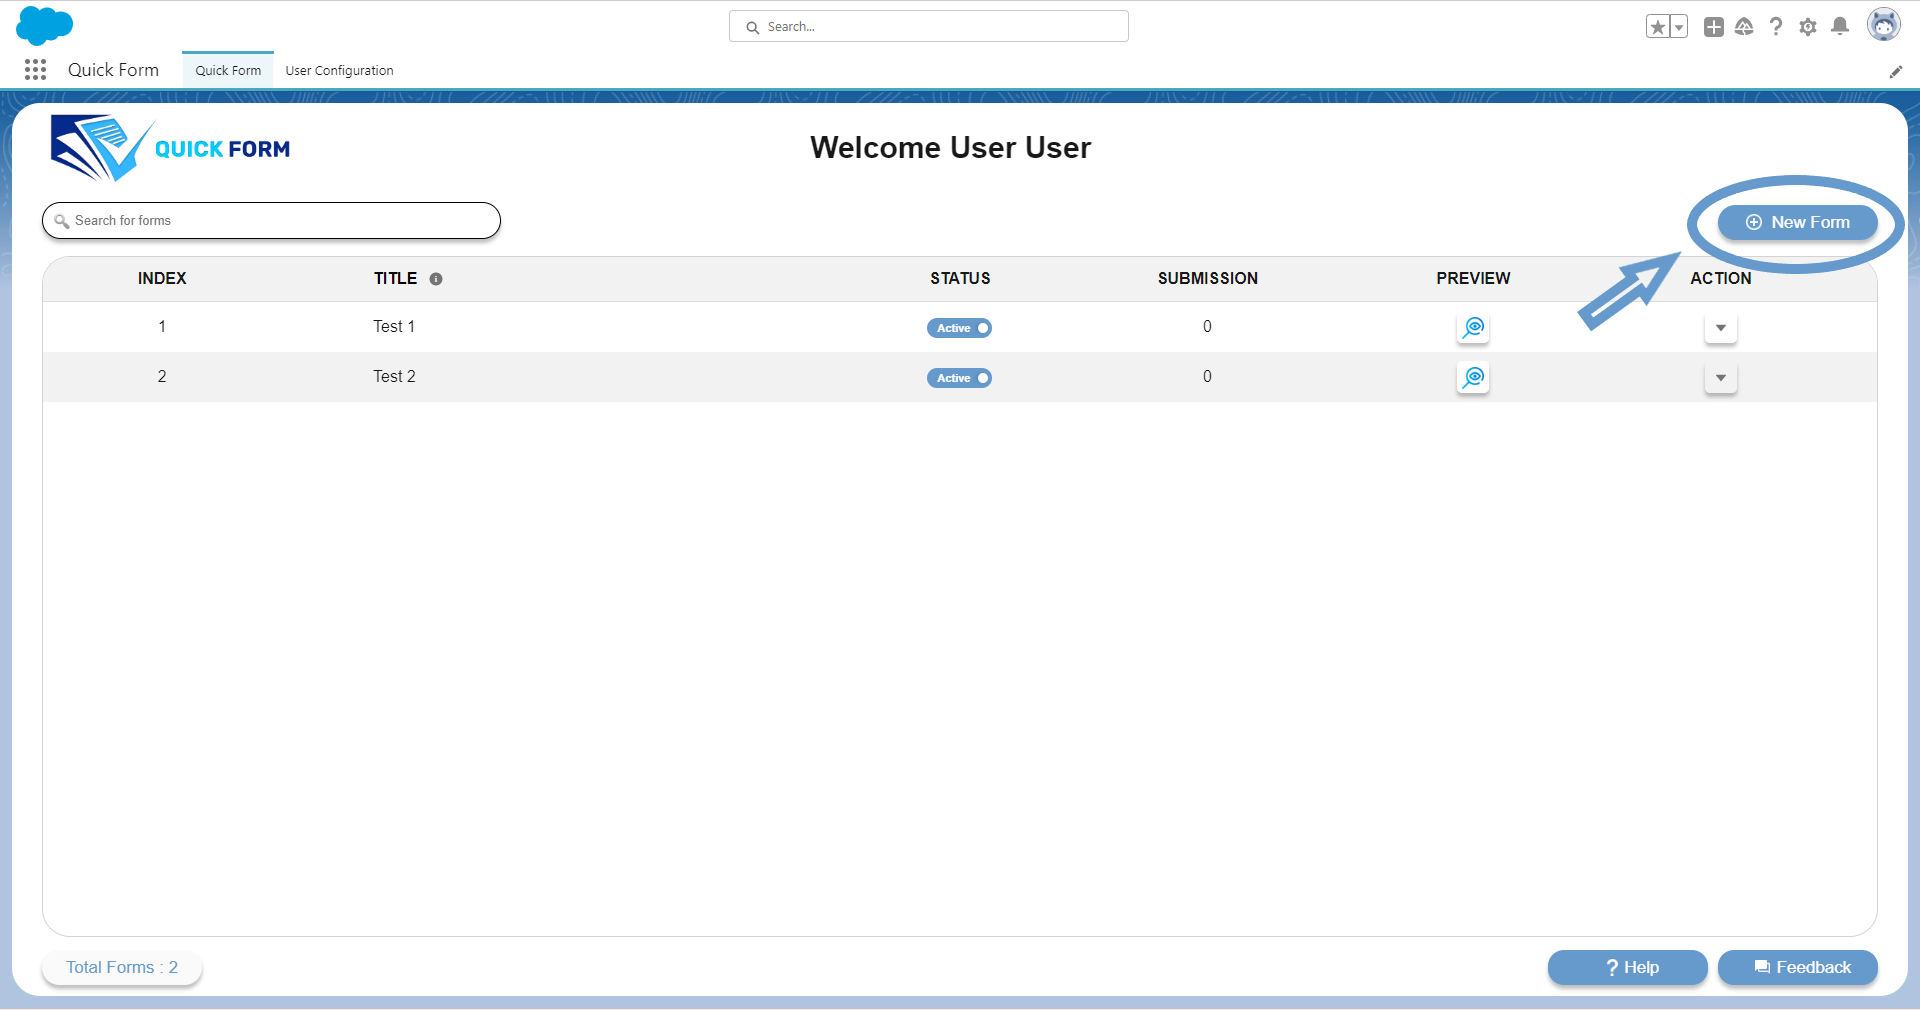 Search...
Quick Form Quick Form User Configuration
QUICK FORM
Welcome User User
Search for forms
New Form
INDEX TITLE STATUS SUBMISSION PREVIEW ACTION
1 Test 1 Active 0
2 Test 2 Active 0
Total Forms : 2
? Help
Feedback